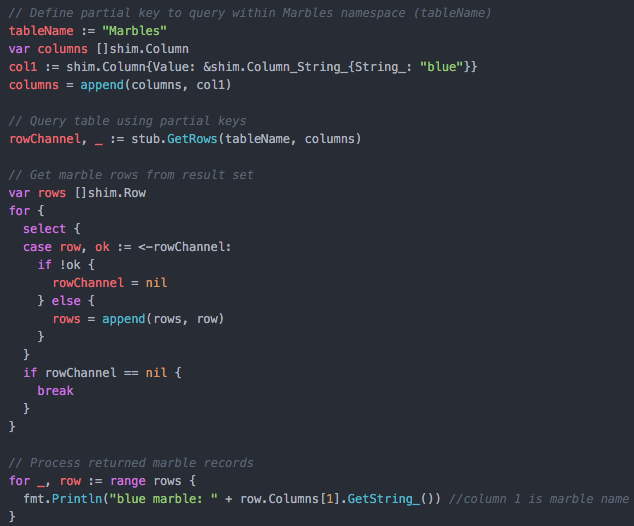 // Define partial key to query within Marbles namespace (tableName)
tableName := "Marbles"
var columns []shim.Column
col1 := shim.Column{Value: &shim.Column_String_{String_: "blue"}}
columns = append(columns, col1)

// Query table using partial keys
rowChannel, _ := stub.GetRows(tableName, columns)

// Get marble rows from result set
var rows []shim.Row
for {
  select {
  case row, ok := <-rowChannel:
    if !ok {
      rowChannel = nil
    } else {
      rows = append(rows, row)
    }
  }
  if rowChannel == nil {
    break
  }
}

// Process returned marble records
for _, row := range rows {
  fmt.Println("blue marble: " + row.Columns[1].GetString_()) //column 1 is marble name
}